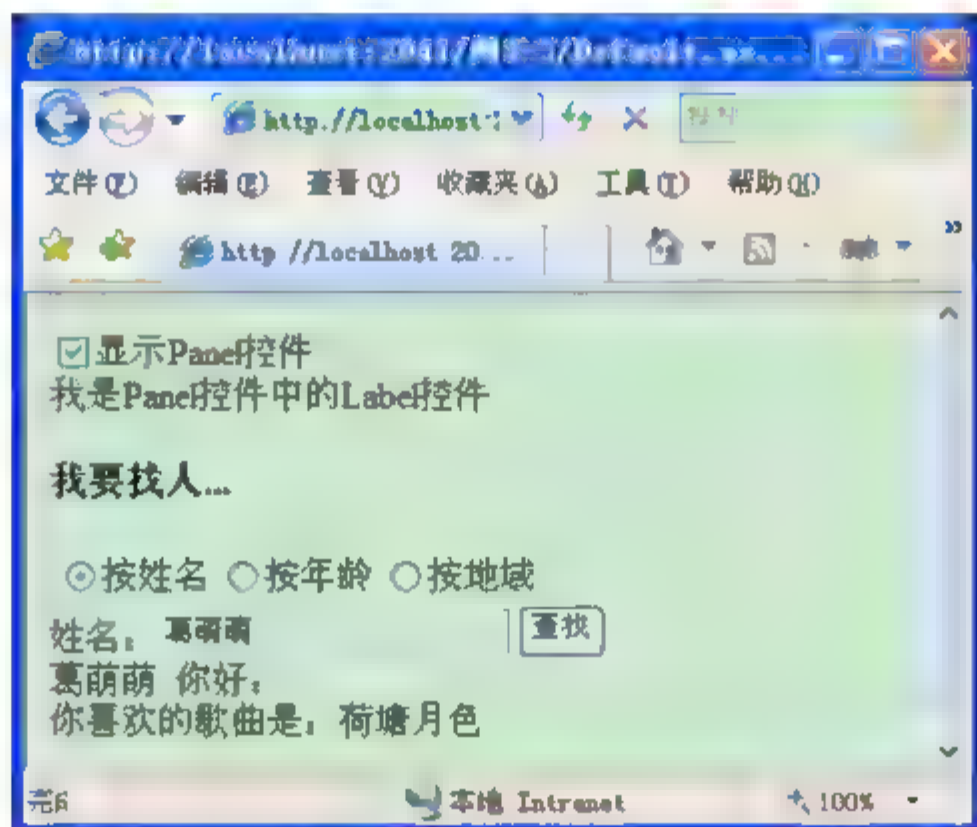 http://localhost
文件(F) 编辑(E) 查看(V) 收藏夹(A) 工具(T) 帮助(H)
http //localhost 20...
显示Panel控件
我是Panel控件中的Label控件
我要找人...
按姓名 按年龄 按地域
姓名：葛萌萌 查找
葛萌萌 你好：
你喜欢的歌曲是：荷塘月色
本地 Intranet 100%